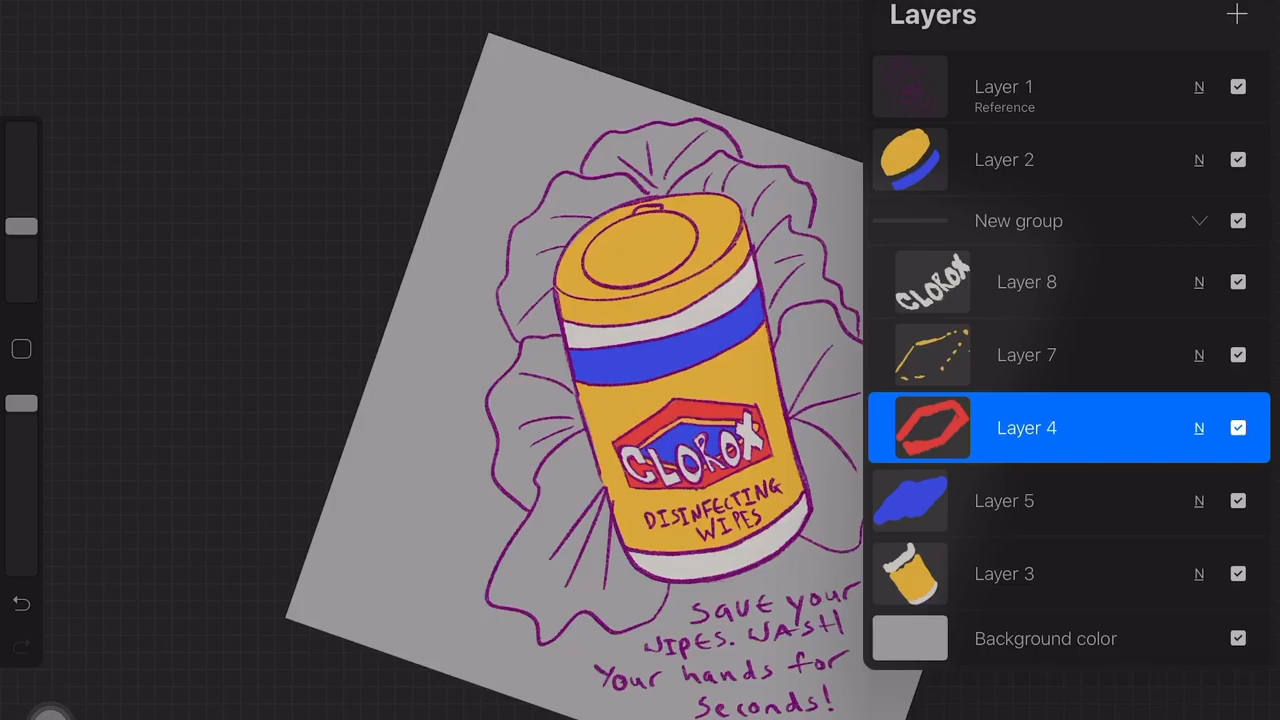 Layers
Layer 1
Reference
N
Layer 2
N
New group
Layer 8
N
Layer 7
N
Layer 4
N
Layer 5
N
Layer 3
N
Background color
CLOROX
DISINFECTING
WIPES
SAVE your
WIPES. WASH
Your hands for
Seconds!
CLOROX